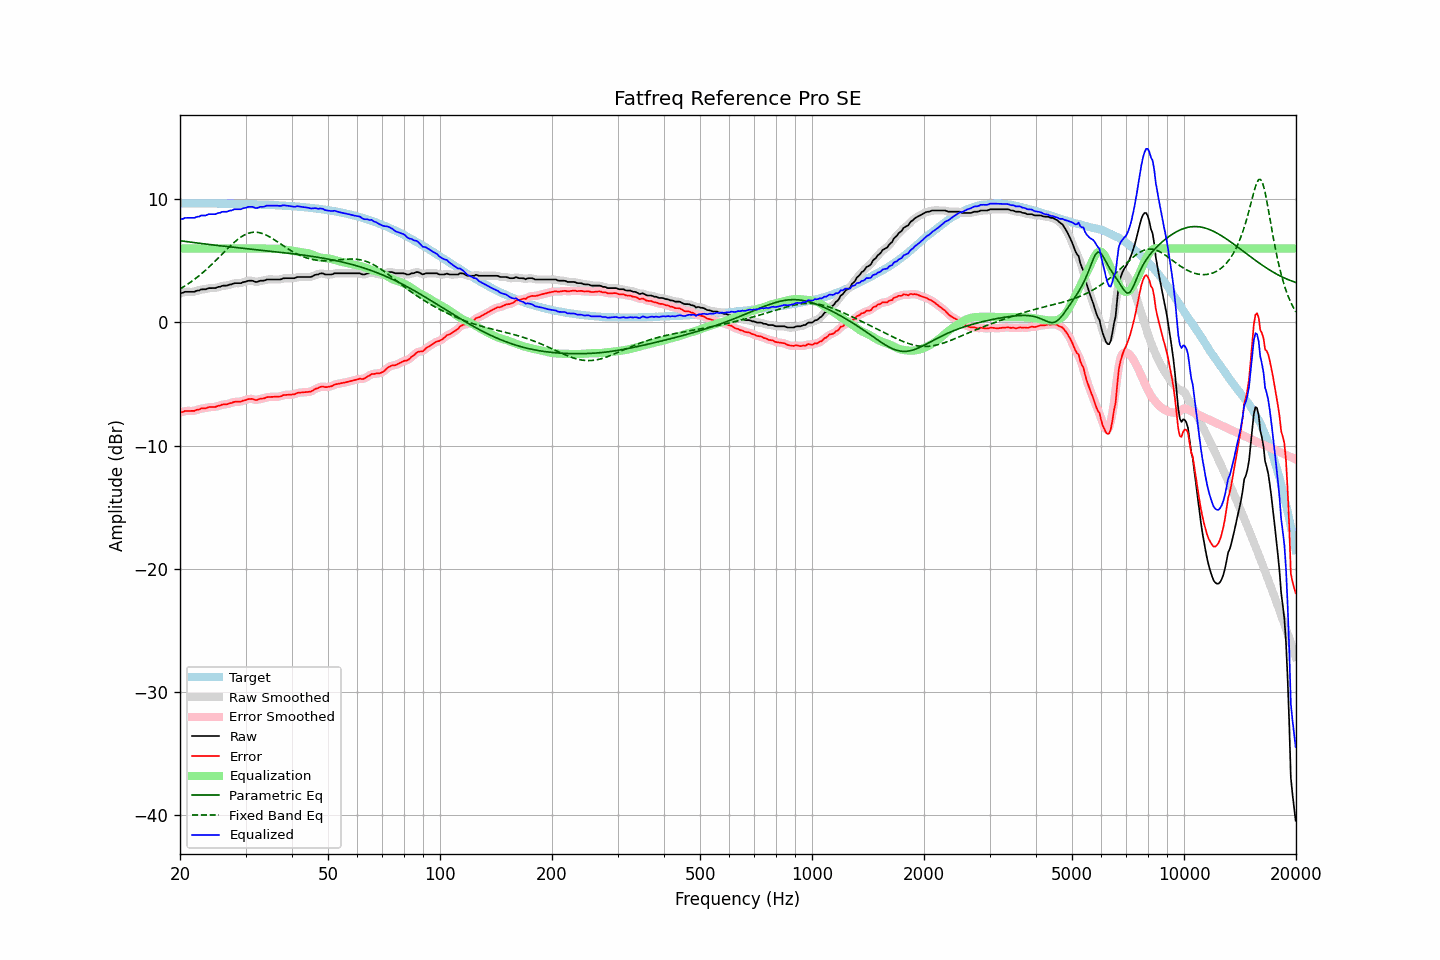 Fatfreq Reference Pro SE
10
0
−10
−20
−30
−40
Amplitude (dBr)
Target
Raw Smoothed
Error Smoothed
Raw
Error
Equalization
Parametric Eq
Fixed Band Eq
Equalized
20 50 100 200 500 1000 2000 5000 10000 20000
Frequency (Hz)